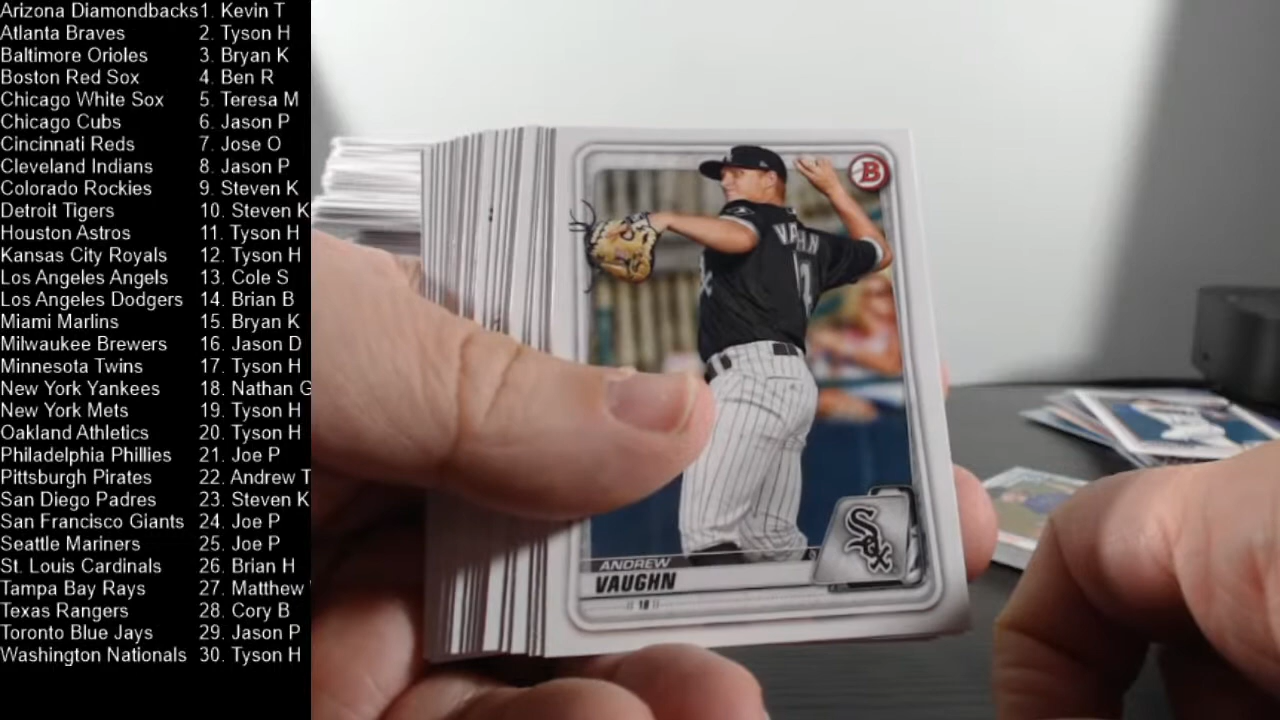 Arizona Diamondbacks 1. Kevin T
Atlanta Braves 2. Tyson H
Baltimore Orioles 3. Bryan K
Boston Red Sox 4. Ben R
Chicago White Sox 5. Teresa M
Chicago Cubs 6. Jason P
Cincinnati Reds 7. Jose O
Cleveland Indians 8. Jason P
Colorado Rockies 9. Steven K
Detroit Tigers 10. Steven K
Houston Astros 11. Tyson H
Kansas City Royals 12. Tyson H
Los Angeles Angels 13. Cole S
Los Angeles Dodgers 14. Brian B
Miami Marlins 15. Bryan K
Milwaukee Brewers 16. Jason D
Minnesota Twins 17. Tyson H
New York Yankees 18. Nathan G
New York Mets 19. Tyson H
Oakland Athletics 20. Tyson H
Philadelphia Phillies 21. Joe P
Pittsburgh Pirates 22. Andrew T
San Diego Padres 23. Steven K
San Francisco Giants 24. Joe P
Seattle Mariners 25. Joe P
St. Louis Cardinals 26. Brian H
Tampa Bay Rays 27. Matthew
Texas Rangers 28. Cory B
Toronto Blue Jays 29. Jason P
Washington Nationals 30. Tyson H
B
Sox
ANDREW
VAUGHN
1B